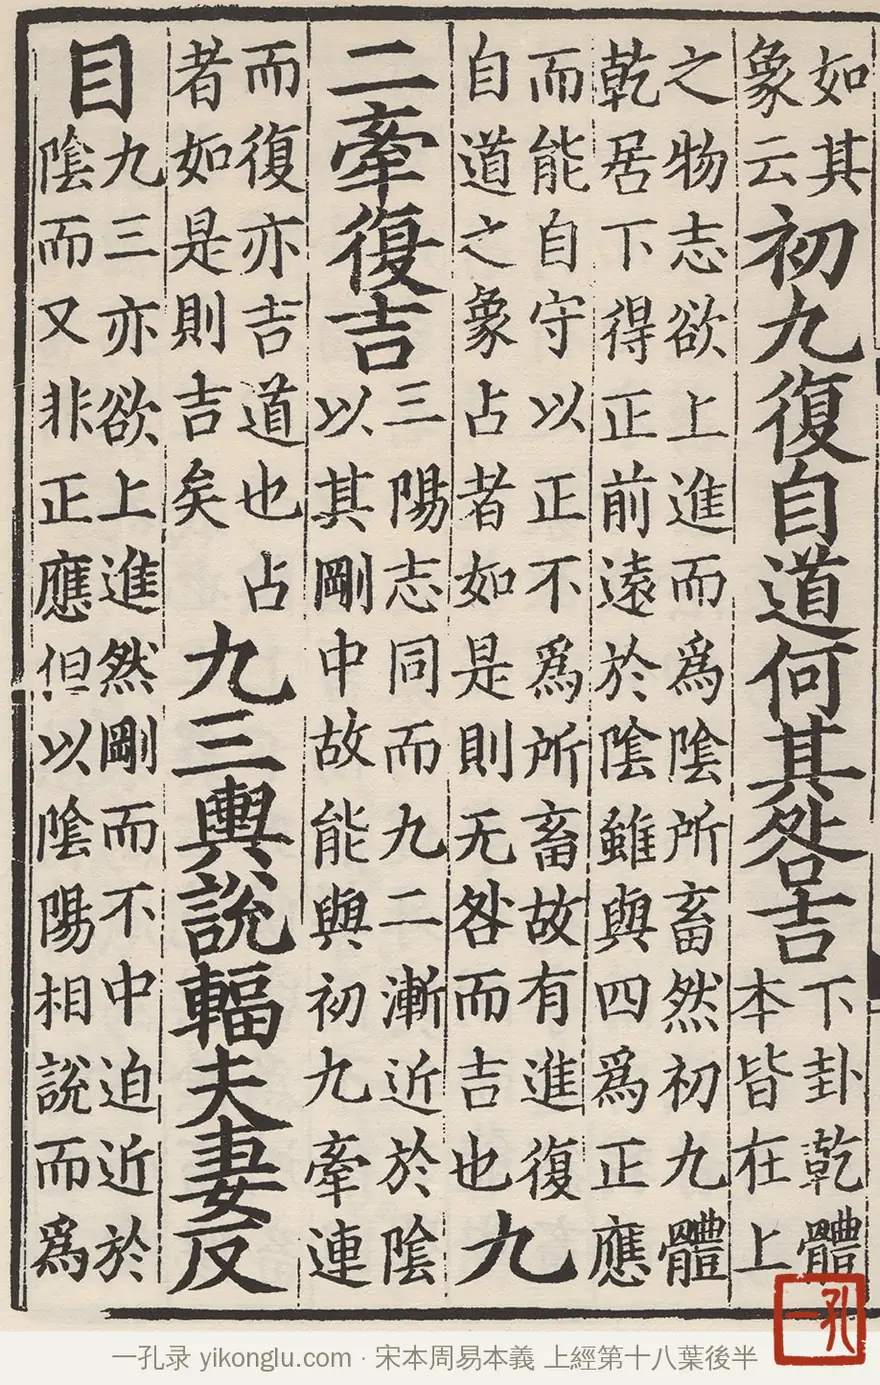 如其象云初九復自道何其咎吉下卦乾體本皆在上
之物志欲上進而爲陰所畜然初九體乾居下得正前遠於陰雖與四爲正應
而能自守以正不爲所畜故有進復自道之象占者如是則无咎而吉也九
二牽復吉三陽志同而九二漸近於陰以其剛中故能與初九牽連
而復亦吉道也占者如是則吉矣九三輿說輻夫妻反
目九三亦欲上進然剛而不中迫近於陰而又非正應但以陰陽相說而爲
一孔
一孔录 yikonglu.com · 宋本周易本義 上經第十八葉後半